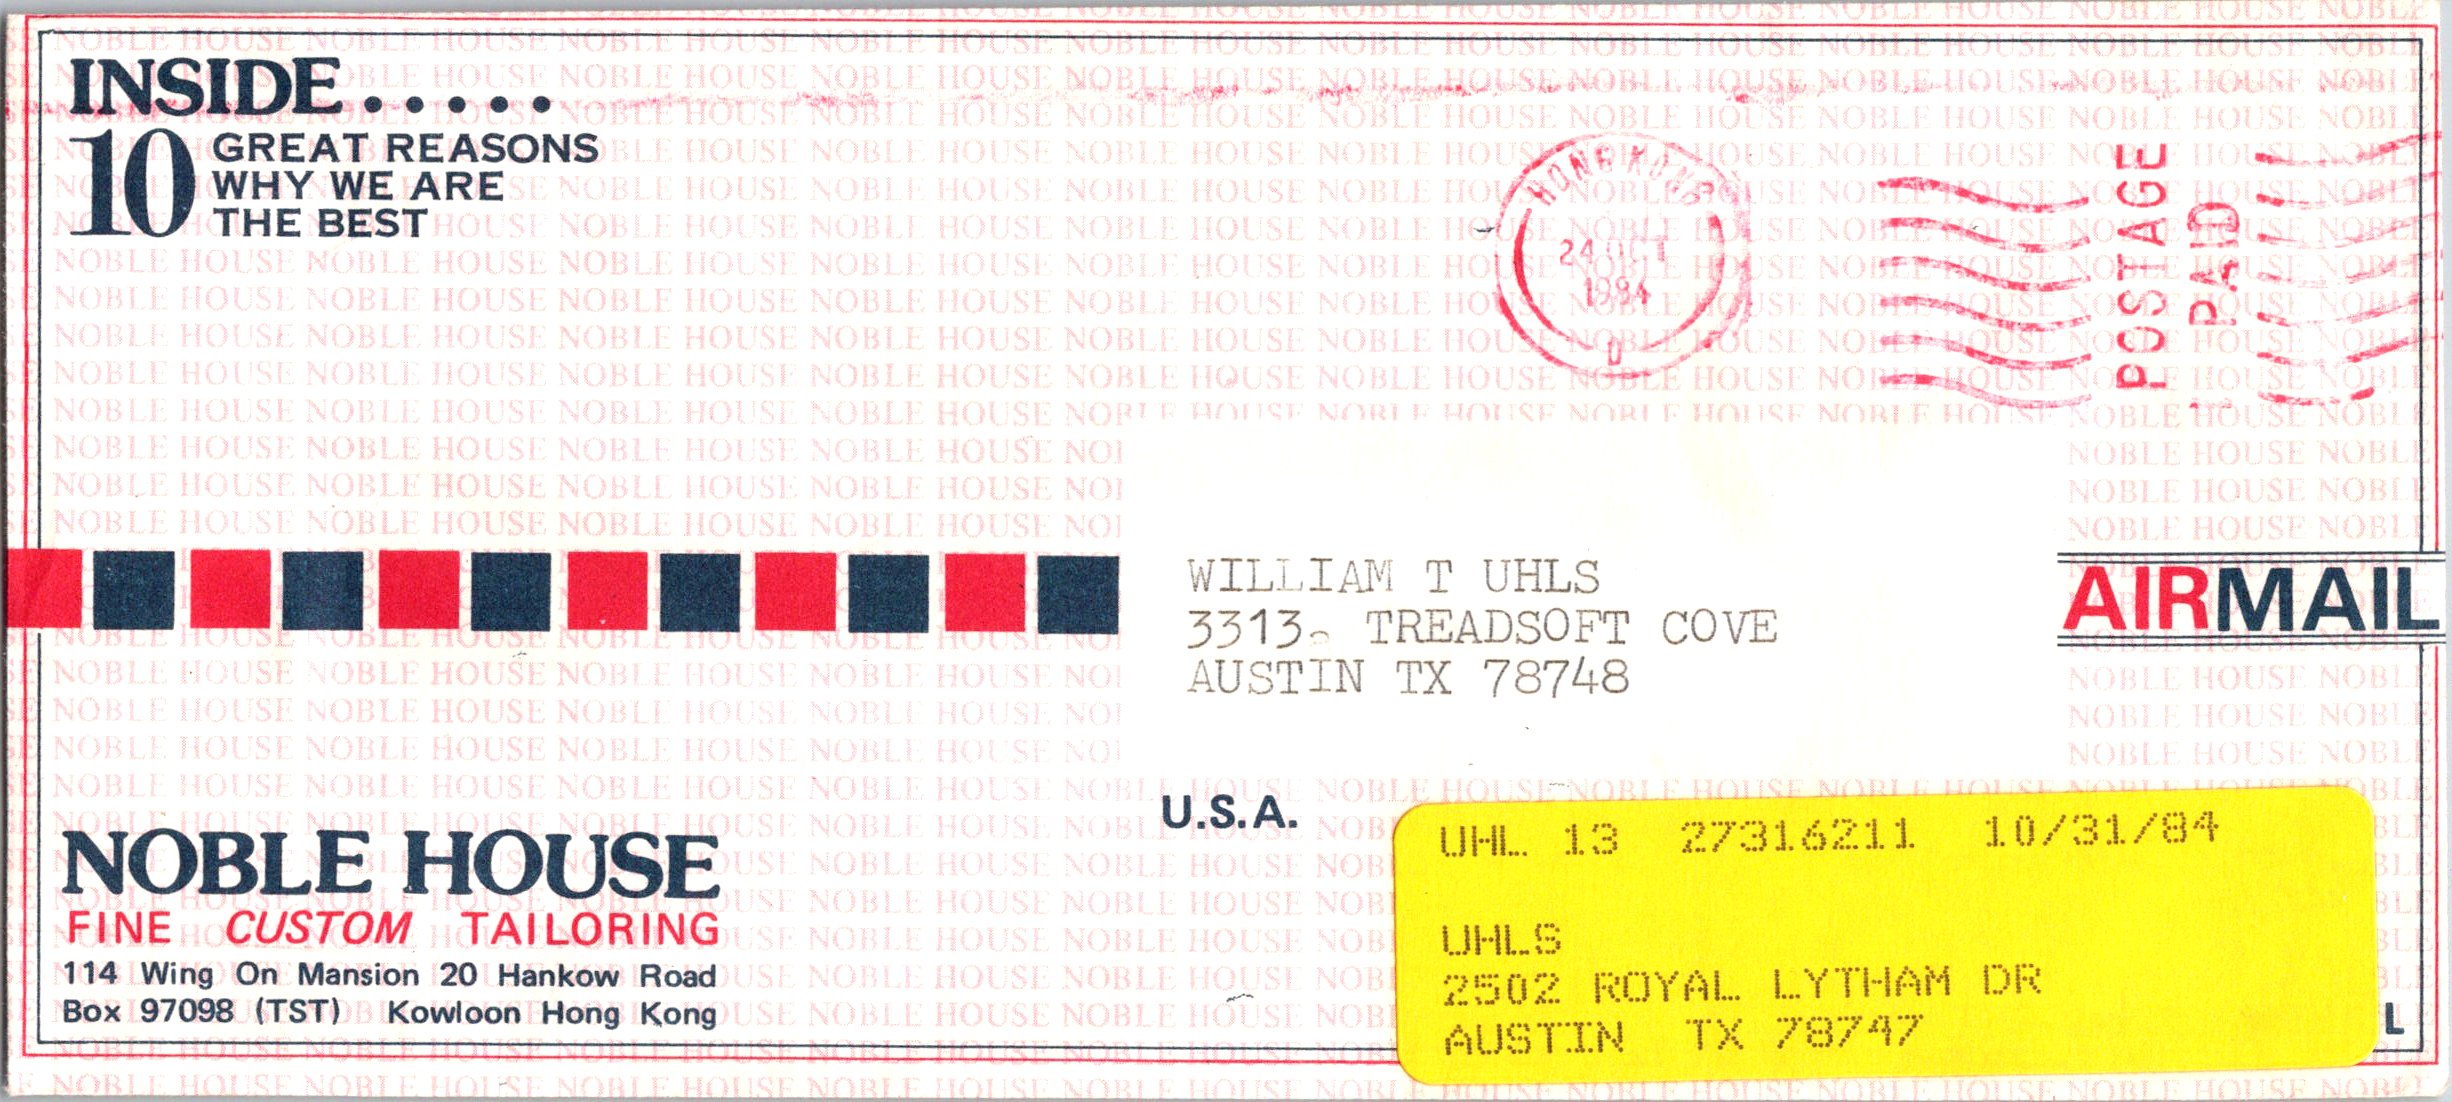 INSIDE......
10 GREAT REASONS
WHY WE ARE
THE BEST
HONG KONG
24 OCT
1984
D
POSTAGE
PAID
WILLIAM T UHLS
3313 TREADSOFT COVE
AUSTIN TX 78748
AIRMAIL
U.S.A.
NOBLE HOUSE
FINE CUSTOM TAILORING
114 Wing On Mansion 20 Hankow Road
Box 97098 (TST) Kowloon Hong Kong
UHL 13 27316211 10/31/84
UHLS
2502 ROYAL LYTHAM DR
AUSTIN TX 78747
L